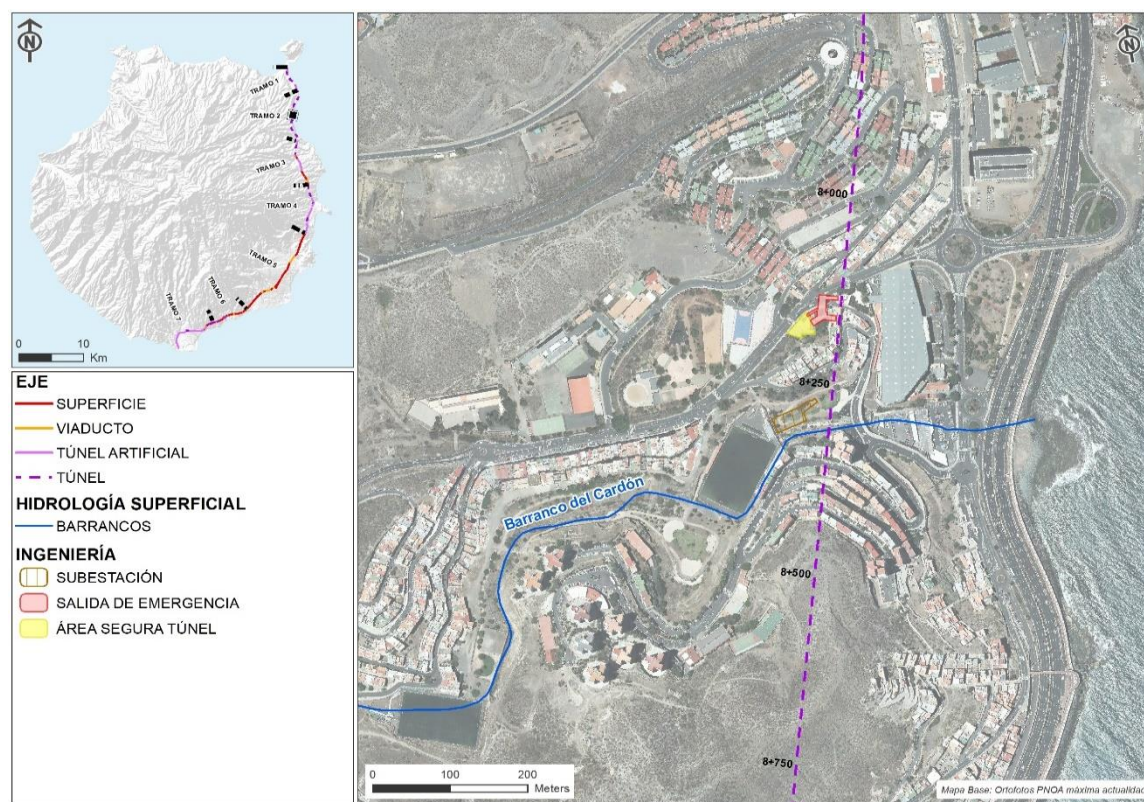 N
TRAMO 1
TRAMO 2
TRAMO 3
TRAMO 4
TRAMO 5
TRAMO 6
TRAMO 7
0 10
Km
EJE
SUPERFICIE
VIADUCTO
TÚNEL ARTIFICIAL
TÚNEL
HIDROLOGÍA SUPERFICIAL
BARRANCOS
INGENIERÍA
SUBESTACIÓN
SALIDA DE EMERGENCIA
ÁREA SEGURA TÚNEL
N
8+000
8+250
Barranco del Cardón
8+500
8+750
0 100 200
Meters
Mapa Base: Ortofotos PNOA máxima actualidad